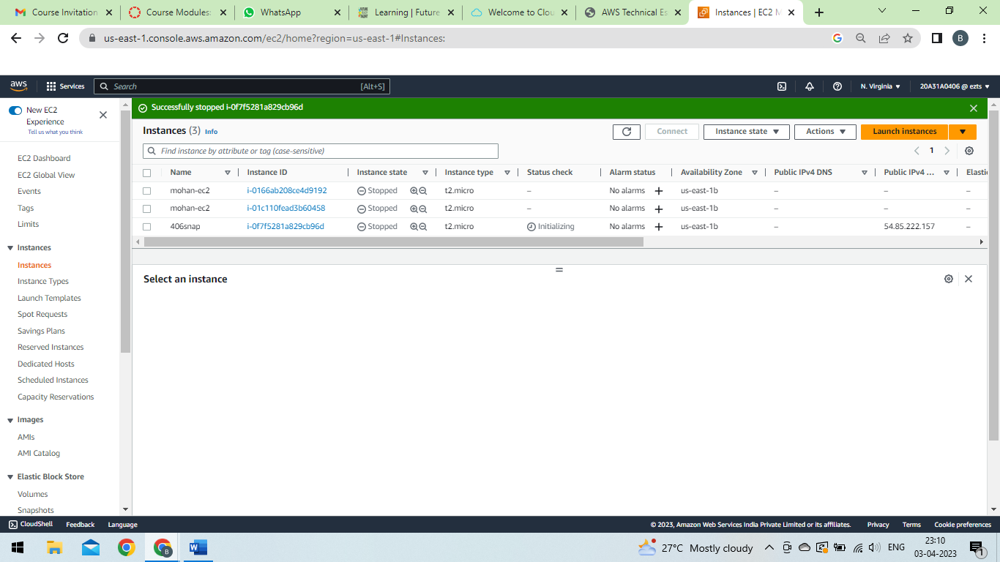 Course Invitation
Course Modules:
WhatsApp
Learning | Future
Welcome to Clou
AWS Technical Es
Instances | EC2 M
us-east-1.console.aws.amazon.com/ec2/home?region=us-east-1#Instances:
B
aws
Services
Search
[Alt+S]
N. Virginia
20A31A0406 @ ezts
New EC2
Experience
Tell us what you think
Successfully stopped i-0f7f5281a829cb96d
Instances (3) Info
Connect
Instance state
Actions
Launch instances
Find instance by attribute or tag (case-sensitive)
1
Name Instance ID Instance state Instance type Status check Alarm status Availability Zone Public IPv4 DNS Public IPv4 ... Elastic
mohan-ec2 i-0166ab208ce4d9192 Stopped t2.micro – No alarms + us-east-1b – – –
mohan-ec2 i-01c110fead3b60458 Stopped t2.micro – No alarms + us-east-1b – – –
406snap i-0f7f5281a829cb96d Stopped t2.micro Initializing No alarms + us-east-1b – 54.85.222.157 –
Select an instance
EC2 Dashboard
EC2 Global View
Events
Tags
Limits
Instances
Instances
Instance Types
Launch Templates
Spot Requests
Savings Plans
Reserved Instances
Dedicated Hosts
Scheduled Instances
Capacity Reservations
Images
AMIs
AMI Catalog
Elastic Block Store
Volumes
Snapshots
CloudShell Feedback Language
© 2023, Amazon Web Services India Private Limited or its affiliates. Privacy Terms Cookie preferences
27°C Mostly cloudy
ENG
23:10
03-04-2023
1